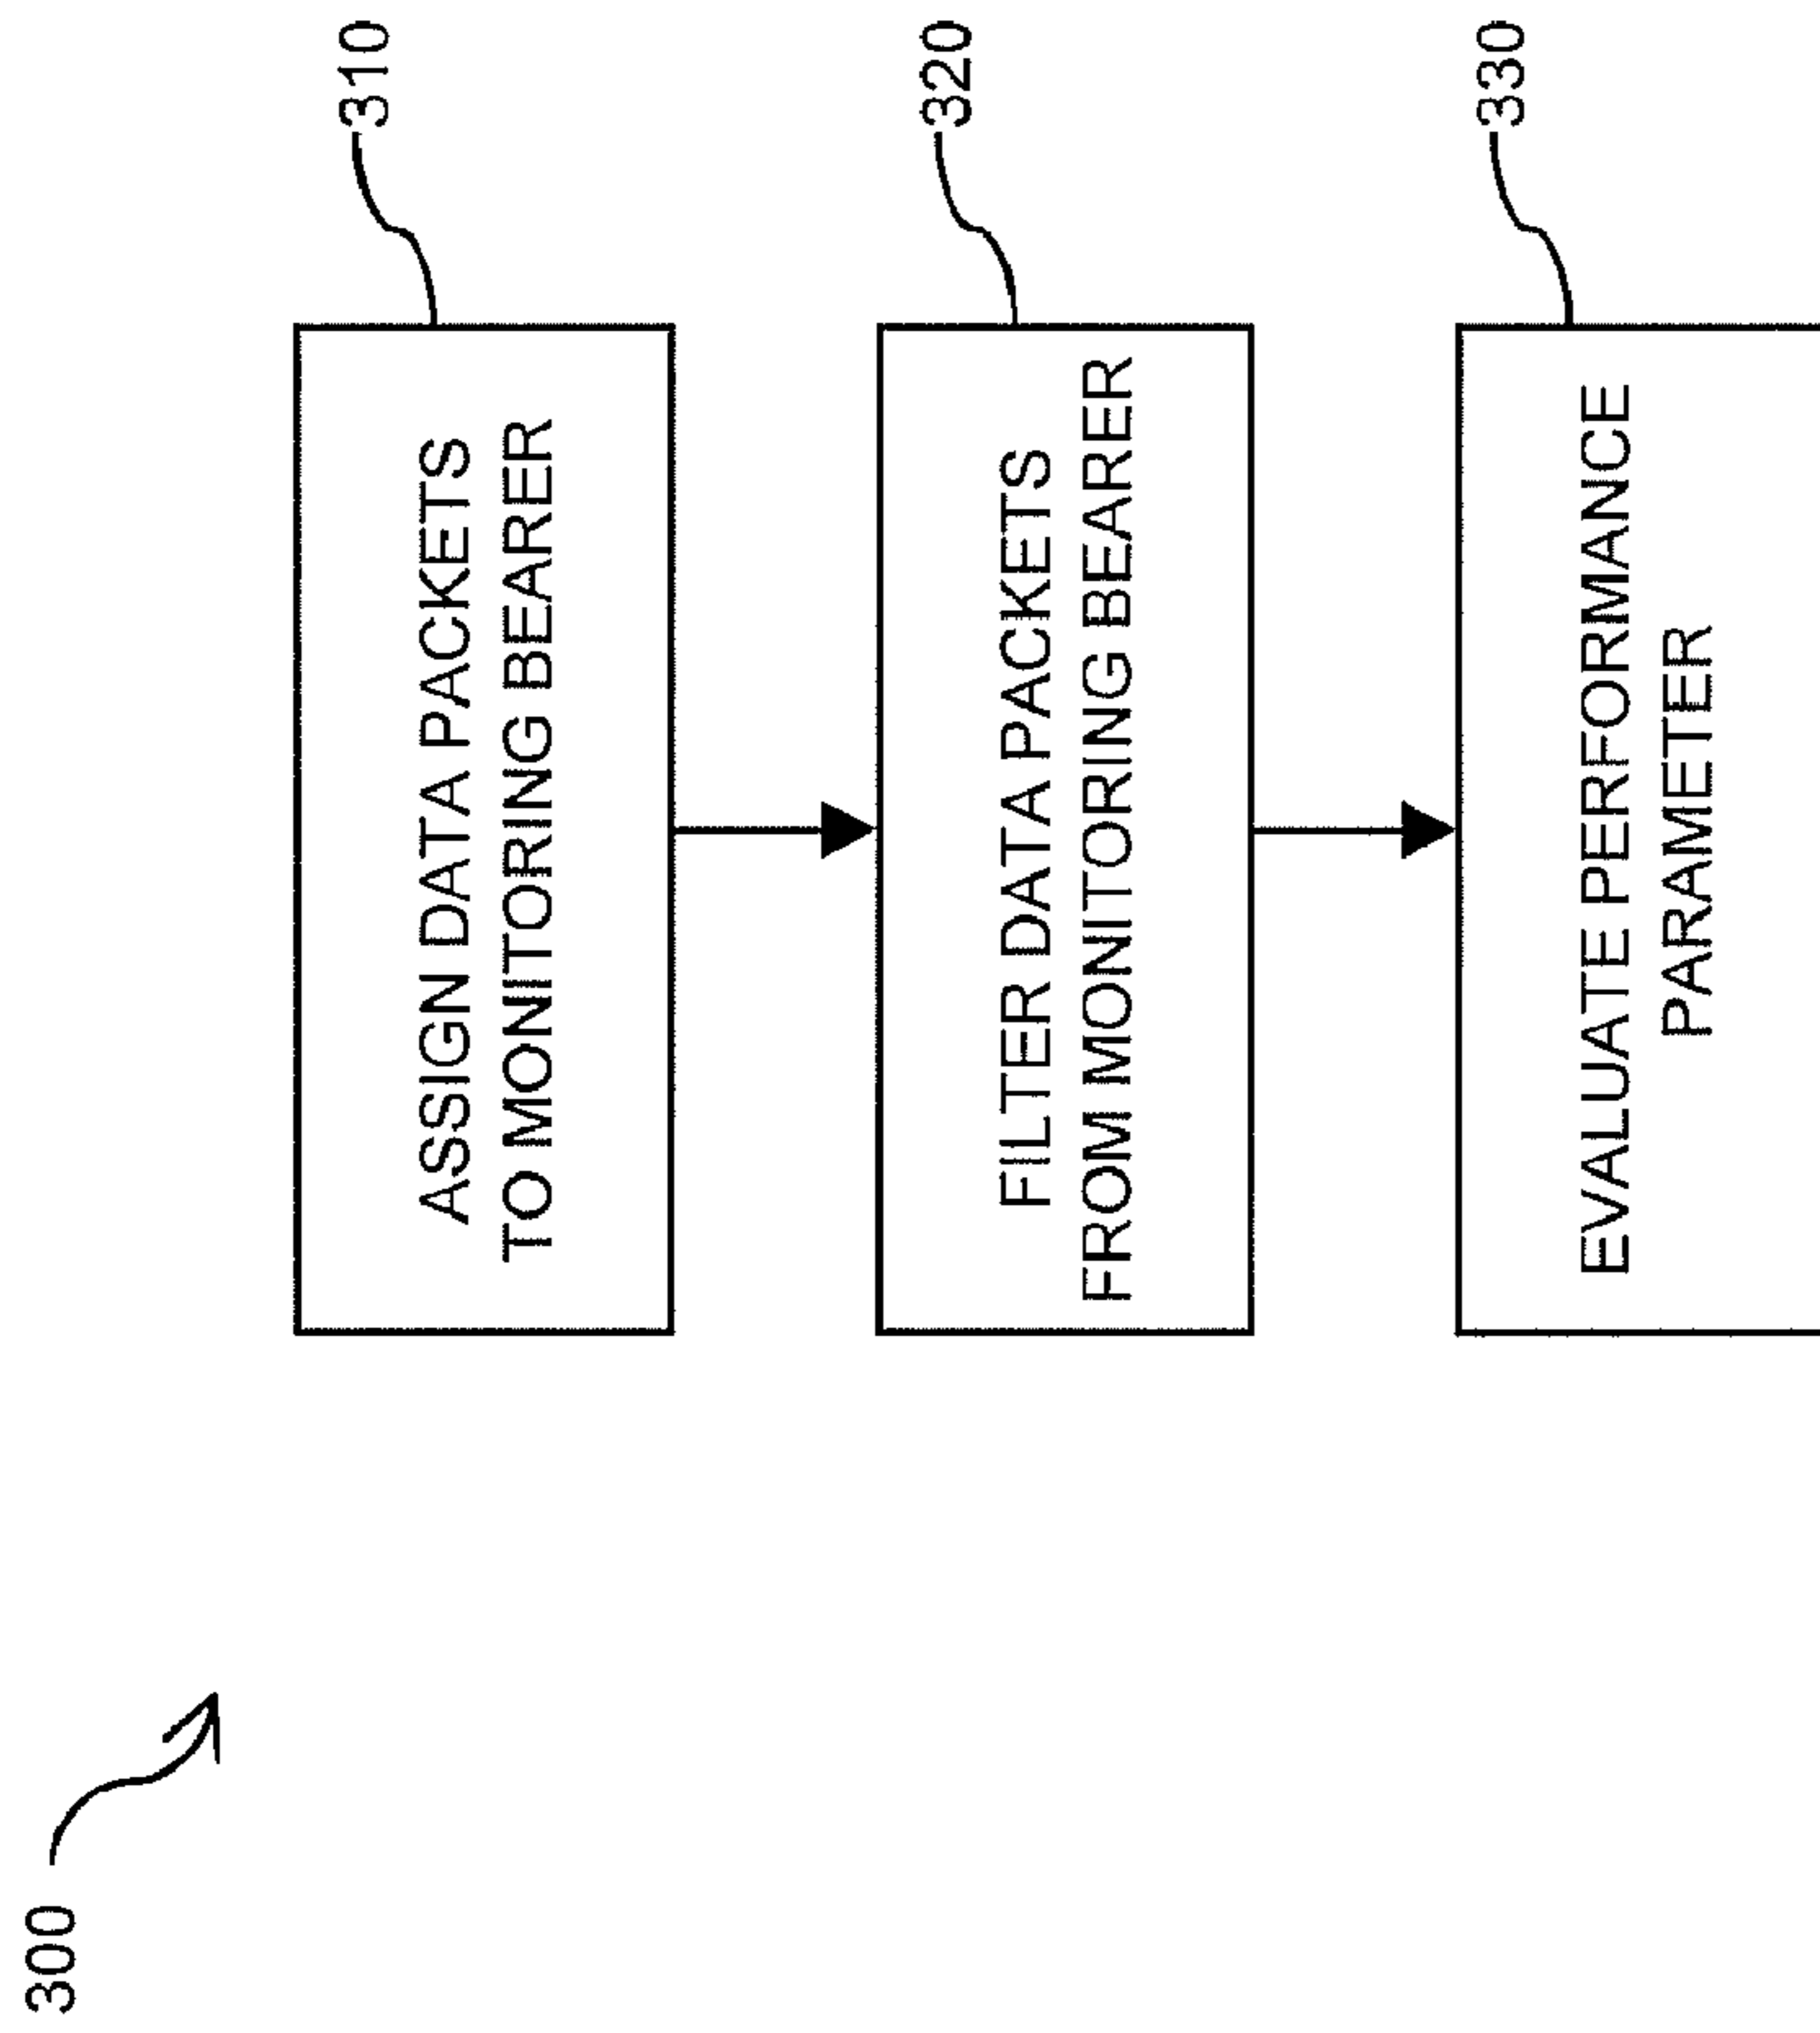 300
310
ASSIGN DATA PACKETS
TO MONITORING BEARER
320
FILTER DATA PACKETS
FROM MONITORING BEARER
330
EVALUATE PERFORMANCE
PARAMETER